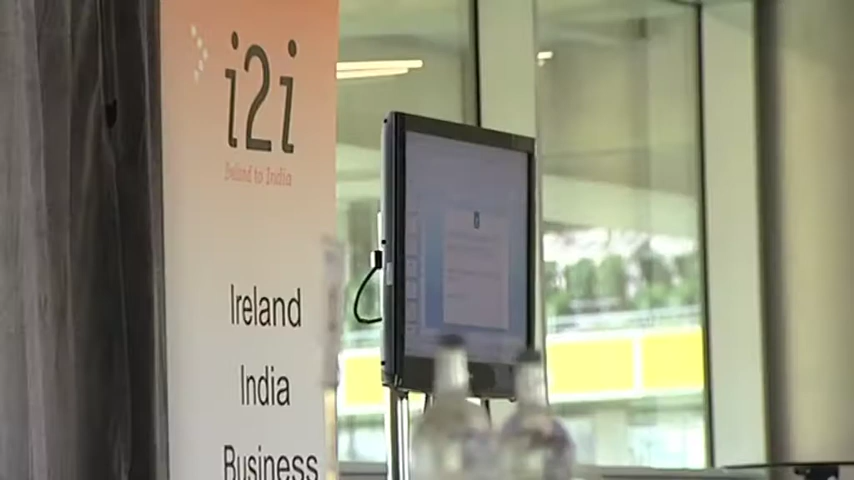 i2i
Ireland to India
Ireland
India
Business